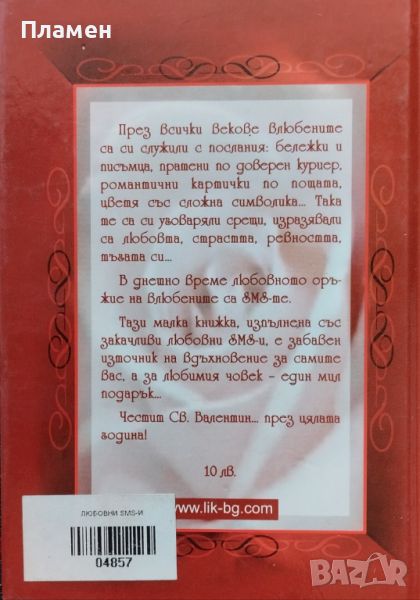 Пламен
През всички векове влюбените
са си служили с послания: бележки и
писъмца, пратени по доверен куриер,
романтични картички по пощата,
цветя със сложна символика... Така
те са си уговаряли срещи, изразявали
са любовта, страстта, ревността,
тъгата си...
В днешно време любовното оръ-
жие на влюбените са SMS-те.
Тази малка книжка, изпълнена със
закачливи любовни SMS-и, е забавен
източник на вдъхновение за самите
вас, а за любимия човек – един мил
подарък...
Честит Св. Валентин... през цялата
година!
10 лв.
www.lik-bg.com
ЛЮБОВНИ SMS-И
04857
BAZAR